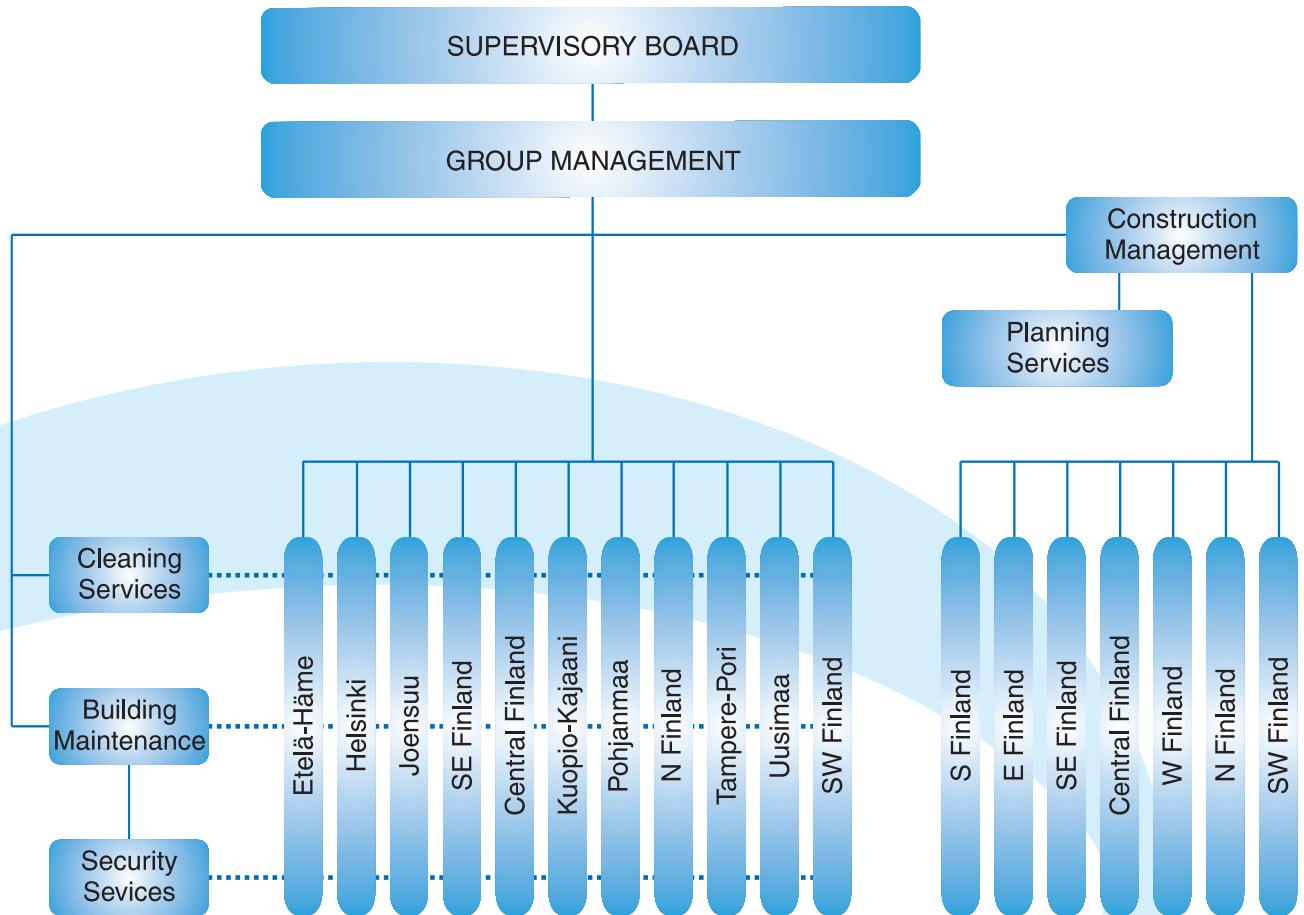 SUPERVISORY BOARD
GROUP MANAGEMENT
Construction
Management
Planning
Services
Cleaning
Services
Building
Maintenance
Security
Sevices
Etelä-Häme
Helsinki
Joensuu
SE Finland
Central Finland
Kuopio-Kajaani
Pohjanmaa
N Finland
Tampere-Pori
Uusimaa
SW Finland
S Finland
E Finland
SE Finland
Central Finland
W Finland
N Finland
SW Finland